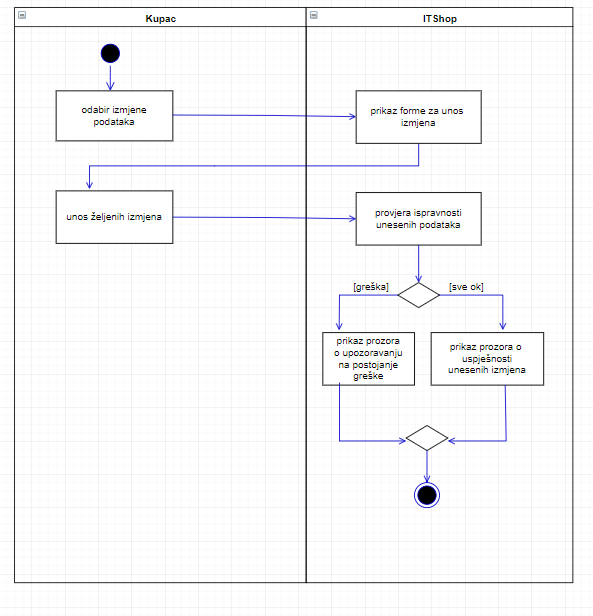 Kupac
ITShop
odabir izmjene
podataka
prikaz forme za unos
izmjena
unos željenih izmjena
provjera ispravnosti
unesenih podataka
[greška]
[sve ok]
prikaz prozora
o upozoravanju
na postojanje
greške
prikaz prozora o
uspješnosti
unesenih izmjena